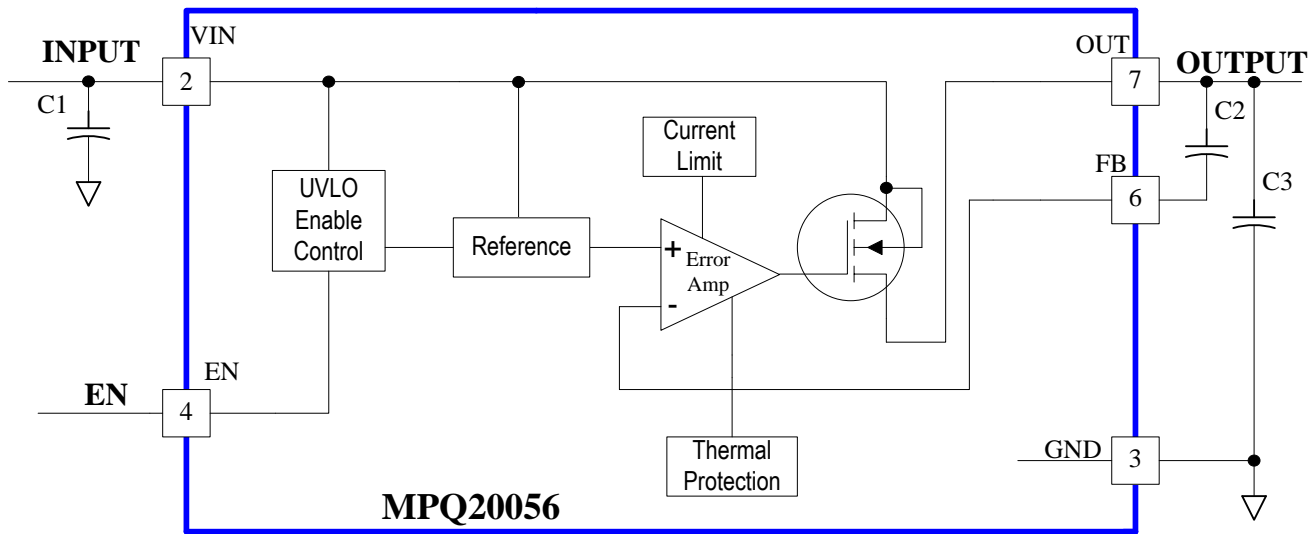 VIN
INPUT
2
C1
OUT
7
OUTPUT
C2
FB
6
C3
Current
Limit
UVLO
Enable
Control
Reference
+
Error
Amp
-
EN
EN
4
Thermal
Protection
GND
3
MPQ20056